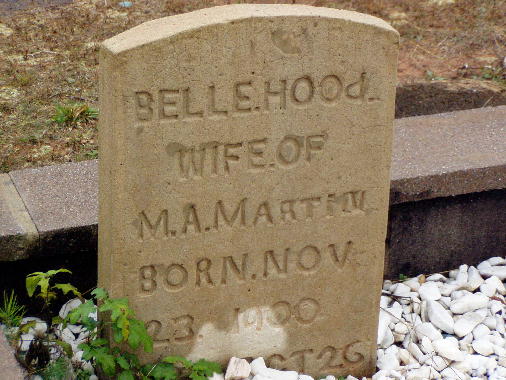 BELLE.HOOd
WIFE.OF
M.A.MARTIN
BORN.NOV
23. 1900
OCT 26